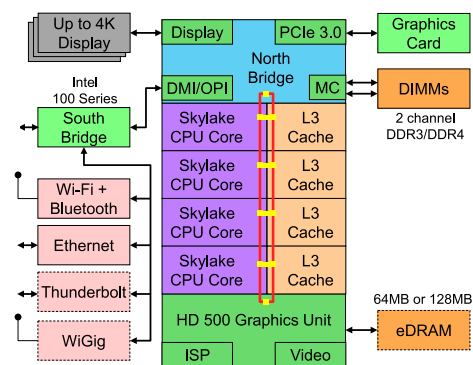 Up to 4K
Display
Display
PCIe 3.0
Graphics
Card
North
Bridge
Intel
100 Series
DMI/OPI
MC
DIMMs
2 channel
DDR3/DDR4
South
Bridge
Skylake
CPU Core
L3
Cache
Skylake
CPU Core
L3
Cache
Wi-Fi +
Bluetooth
Skylake
CPU Core
L3
Cache
Ethernet
Skylake
CPU Core
L3
Cache
Thunderbolt
64MB or 128MB
HD 500 Graphics Unit
eDRAM
WiGig
ISP
Video